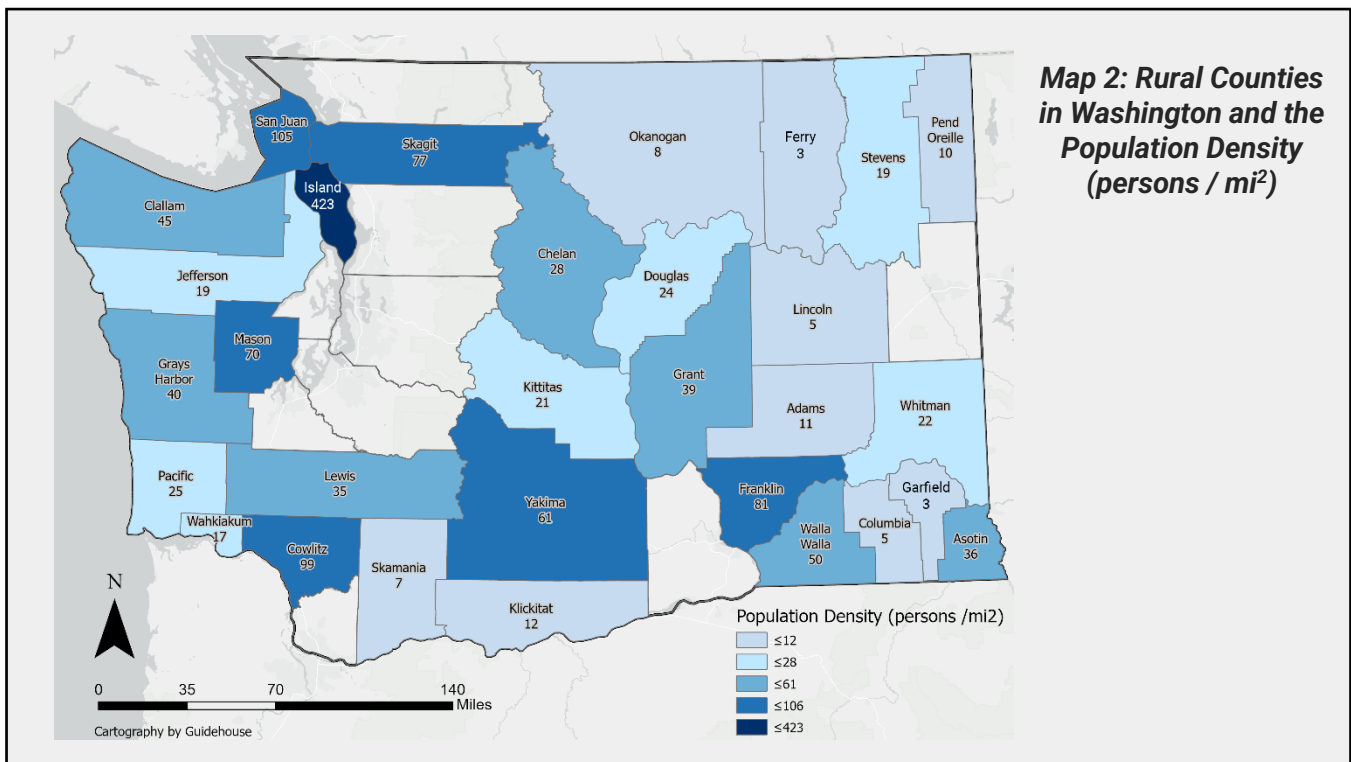 Map 2: Rural Counties
in Washington and the
Population Density
(persons / mi²)
San Juan
105
Skagit
77
Island
423
Clallam
45
Jefferson
19
Mason
70
Grays
Harbor
40
Pacific
25
Wahkiakum
17
Lewis
35
Cowlitz
99
Skamania
7
Klickitat
12
Yakima
61
Kittitas
21
Chelan
28
Okanogan
8
Douglas
24
Grant
39
Ferry
3
Stevens
19
Pend
Oreille
10
Lincoln
5
Adams
11
Whitman
22
Franklin
81
Walla
Walla
50
Columbia
5
Garfield
3
Asotin
36
N
0 35 70 140
Miles
Cartography by Guidehouse
Population Density (persons /mi2)
≤12
≤28
≤61
≤106
≤423